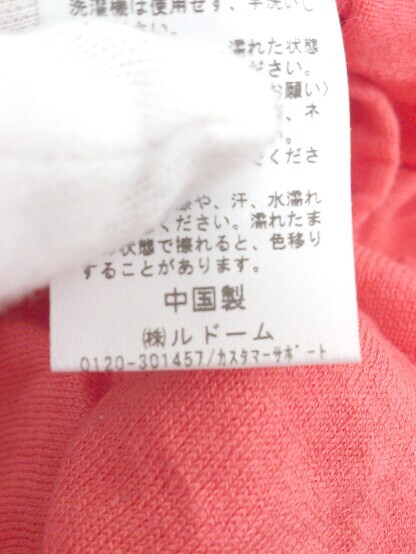 洗濯機は使用せず、手洗いし
さい。
濡れた状態
ださい。
お願い〉
、ネ
。
くださ
や、汗、水濡れ
ください。濡れたま
状態で擦れると、色移り
することがあります。
中国製
㈱ルドーム
0120-301457/カスタマーサポート